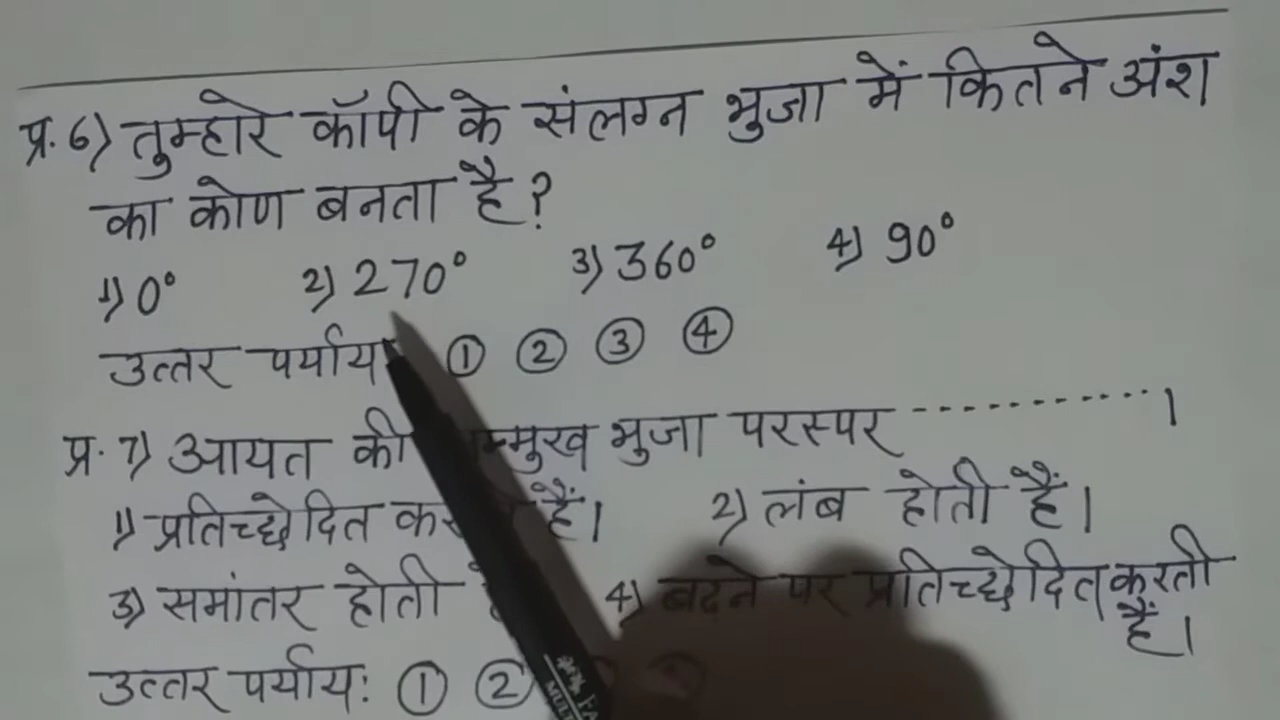 प्र. 6) तुम्हारे कॉपी के संलग्न भुजा में कितने अंश
का कोण बनता है?
1) 0° 2) 270° 3) 360° 4) 90°
उत्तर पर्याय ① ② ③ ④
प्र. 7) आयत की भुजा परस्पर -------------- ।
1) प्रतिच्छेदित हैं। 2) लंब होती हैं।
3) समांतर होती 4) बढ़ने पर प्रतिच्छेदित करती
हैं।
उत्तर पर्याय: ① ②